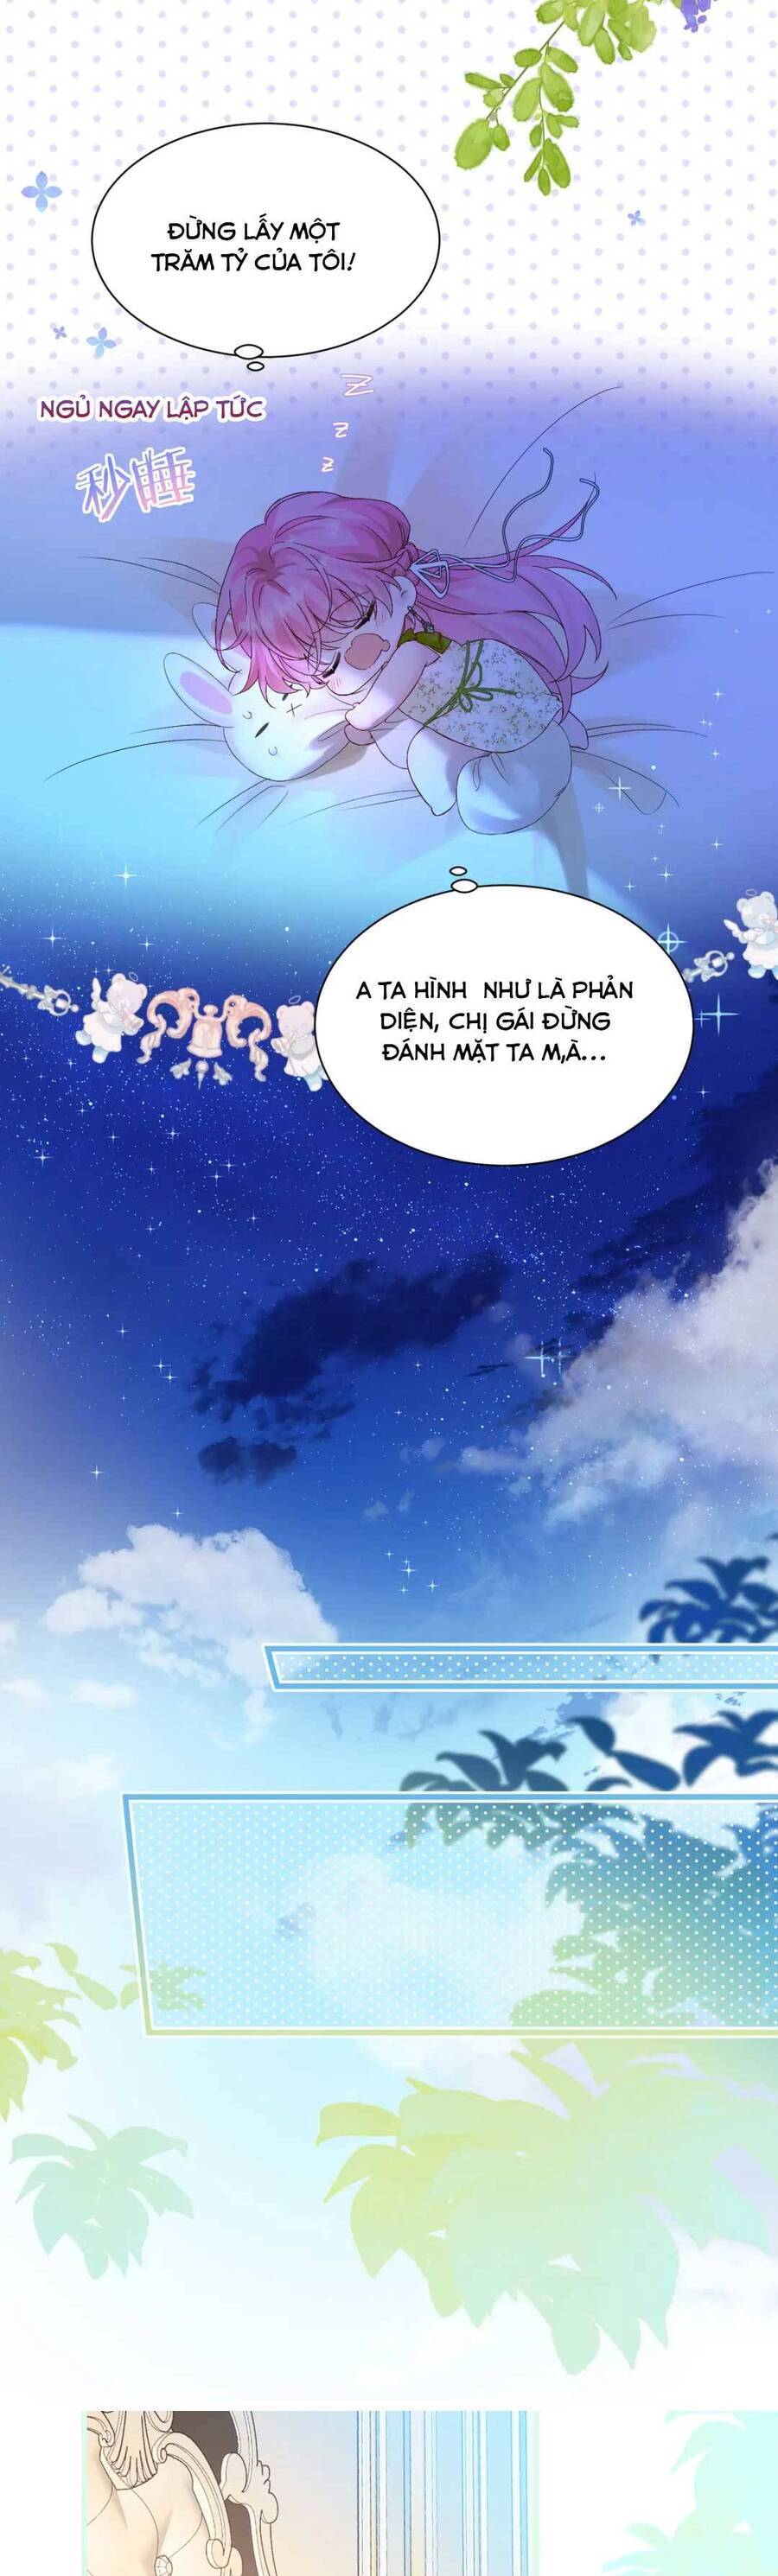 ĐỪNG LẤY MỘT
TRĂM TỶ CỦA TÔI!
Z
Z
Z
NGỦ NGAY LẬP TỨC
秒睡
A TA HÌNH NHƯ LÀ PHẢN
DIỆN, CHỊ GÁI ĐỪNG
ĐÁNH MẶT TA M,À...